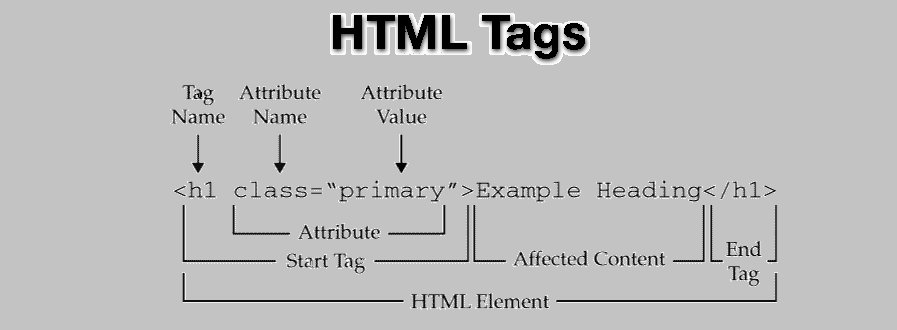 HTML Tags
Tag Attribute Attribute
Name Name Value
<h1 class=“primary”>Example Heading</h1>
Attribute
Start Tag Affected Content End
Tag
HTML Element